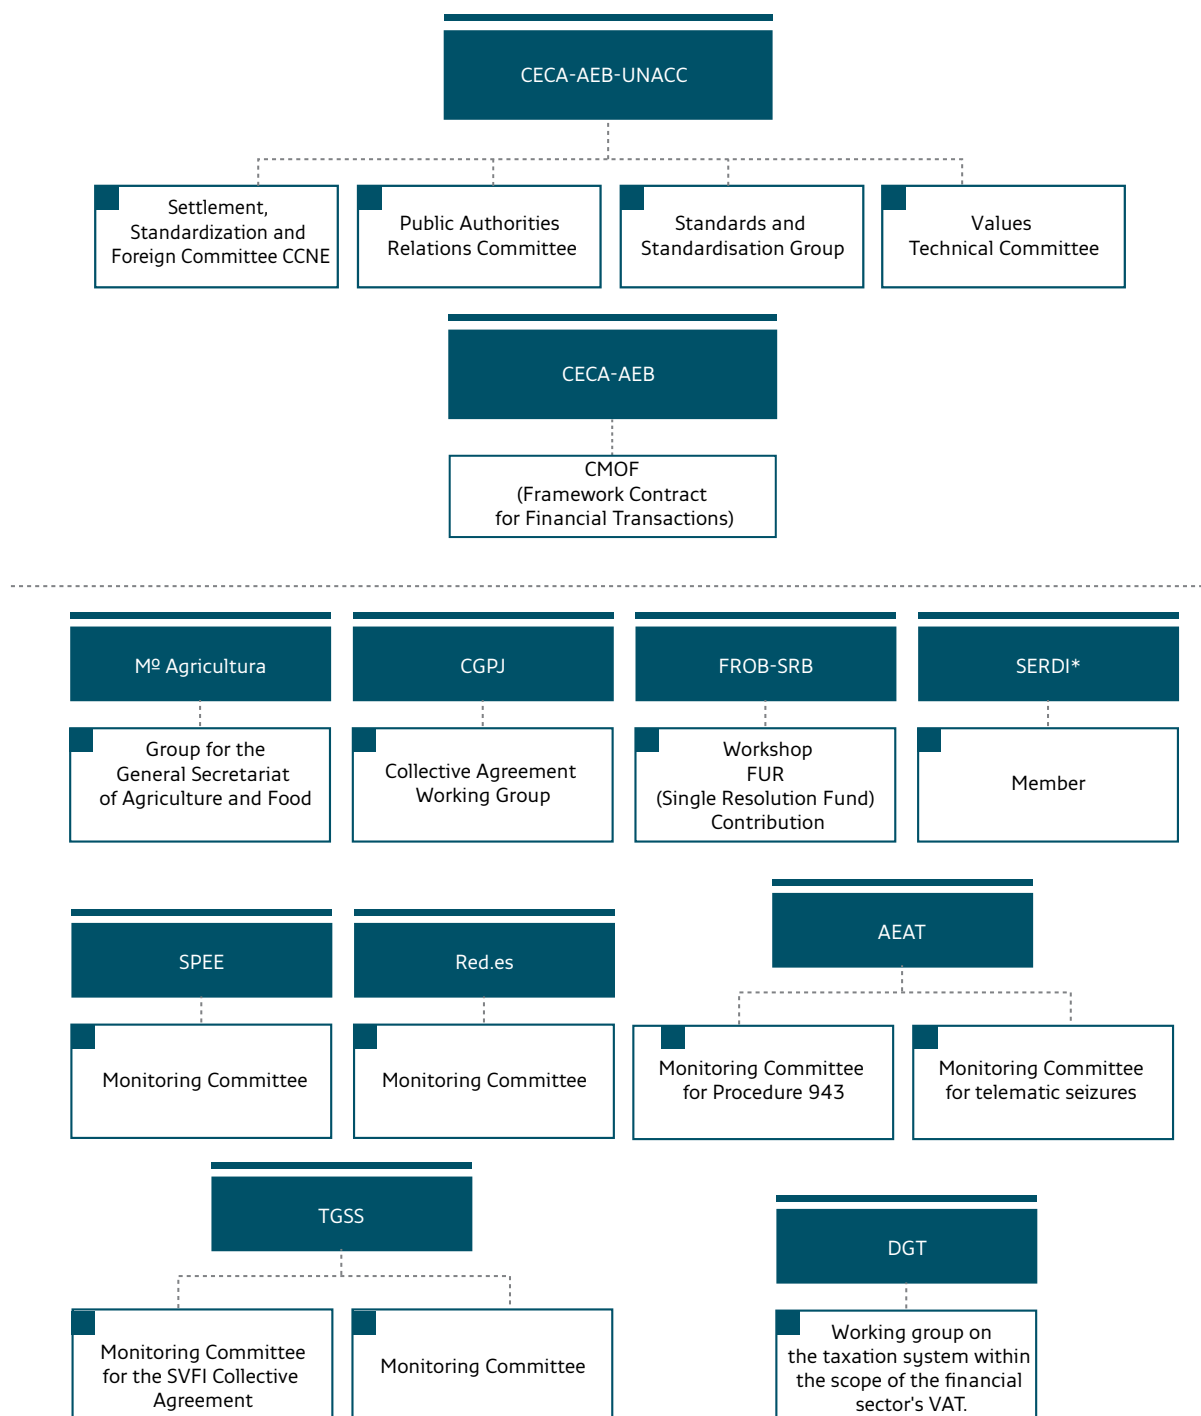 CECA-AEB-UNACC
Settlement,
Standardization and
Foreign Committee CCNE
Public Authorities
Relations Committee
Standards and
Standardisation Group
Values
Technical Committee
CECA-AEB
CMOF
(Framework Contract
for Financial Transactions)
Mº Agricultura
CGPJ
FROB-SRB
SERDI*
Group for the
General Secretariat
of Agriculture and Food
Collective Agreement
Working Group
Workshop
FUR
(Single Resolution Fund)
Contribution
Member
SPEE
Red.es
AEAT
Monitoring Committee
Monitoring Committee
Monitoring Committee
for Procedure 943
Monitoring Committee
for telematic seizures
TGSS
DGT
Monitoring Committee
for the SVFI Collective
Agreement
Monitoring Committee
Working group on
the taxation system within
the scope of the financial
sector's VAT.